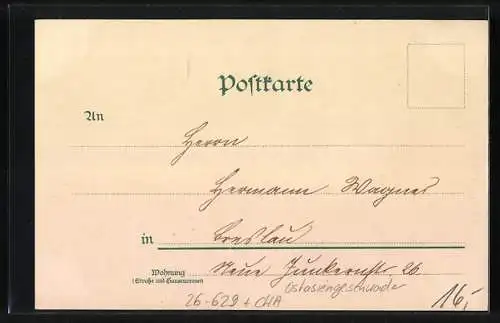 Postkarte
An
Herrn
Hermann Wagner
in Breslau
Wohnung
(Straße und Hausnummer)
Neue Junkernstr. 26
Ostasiengeschwader
26-629 + CHA
16,-